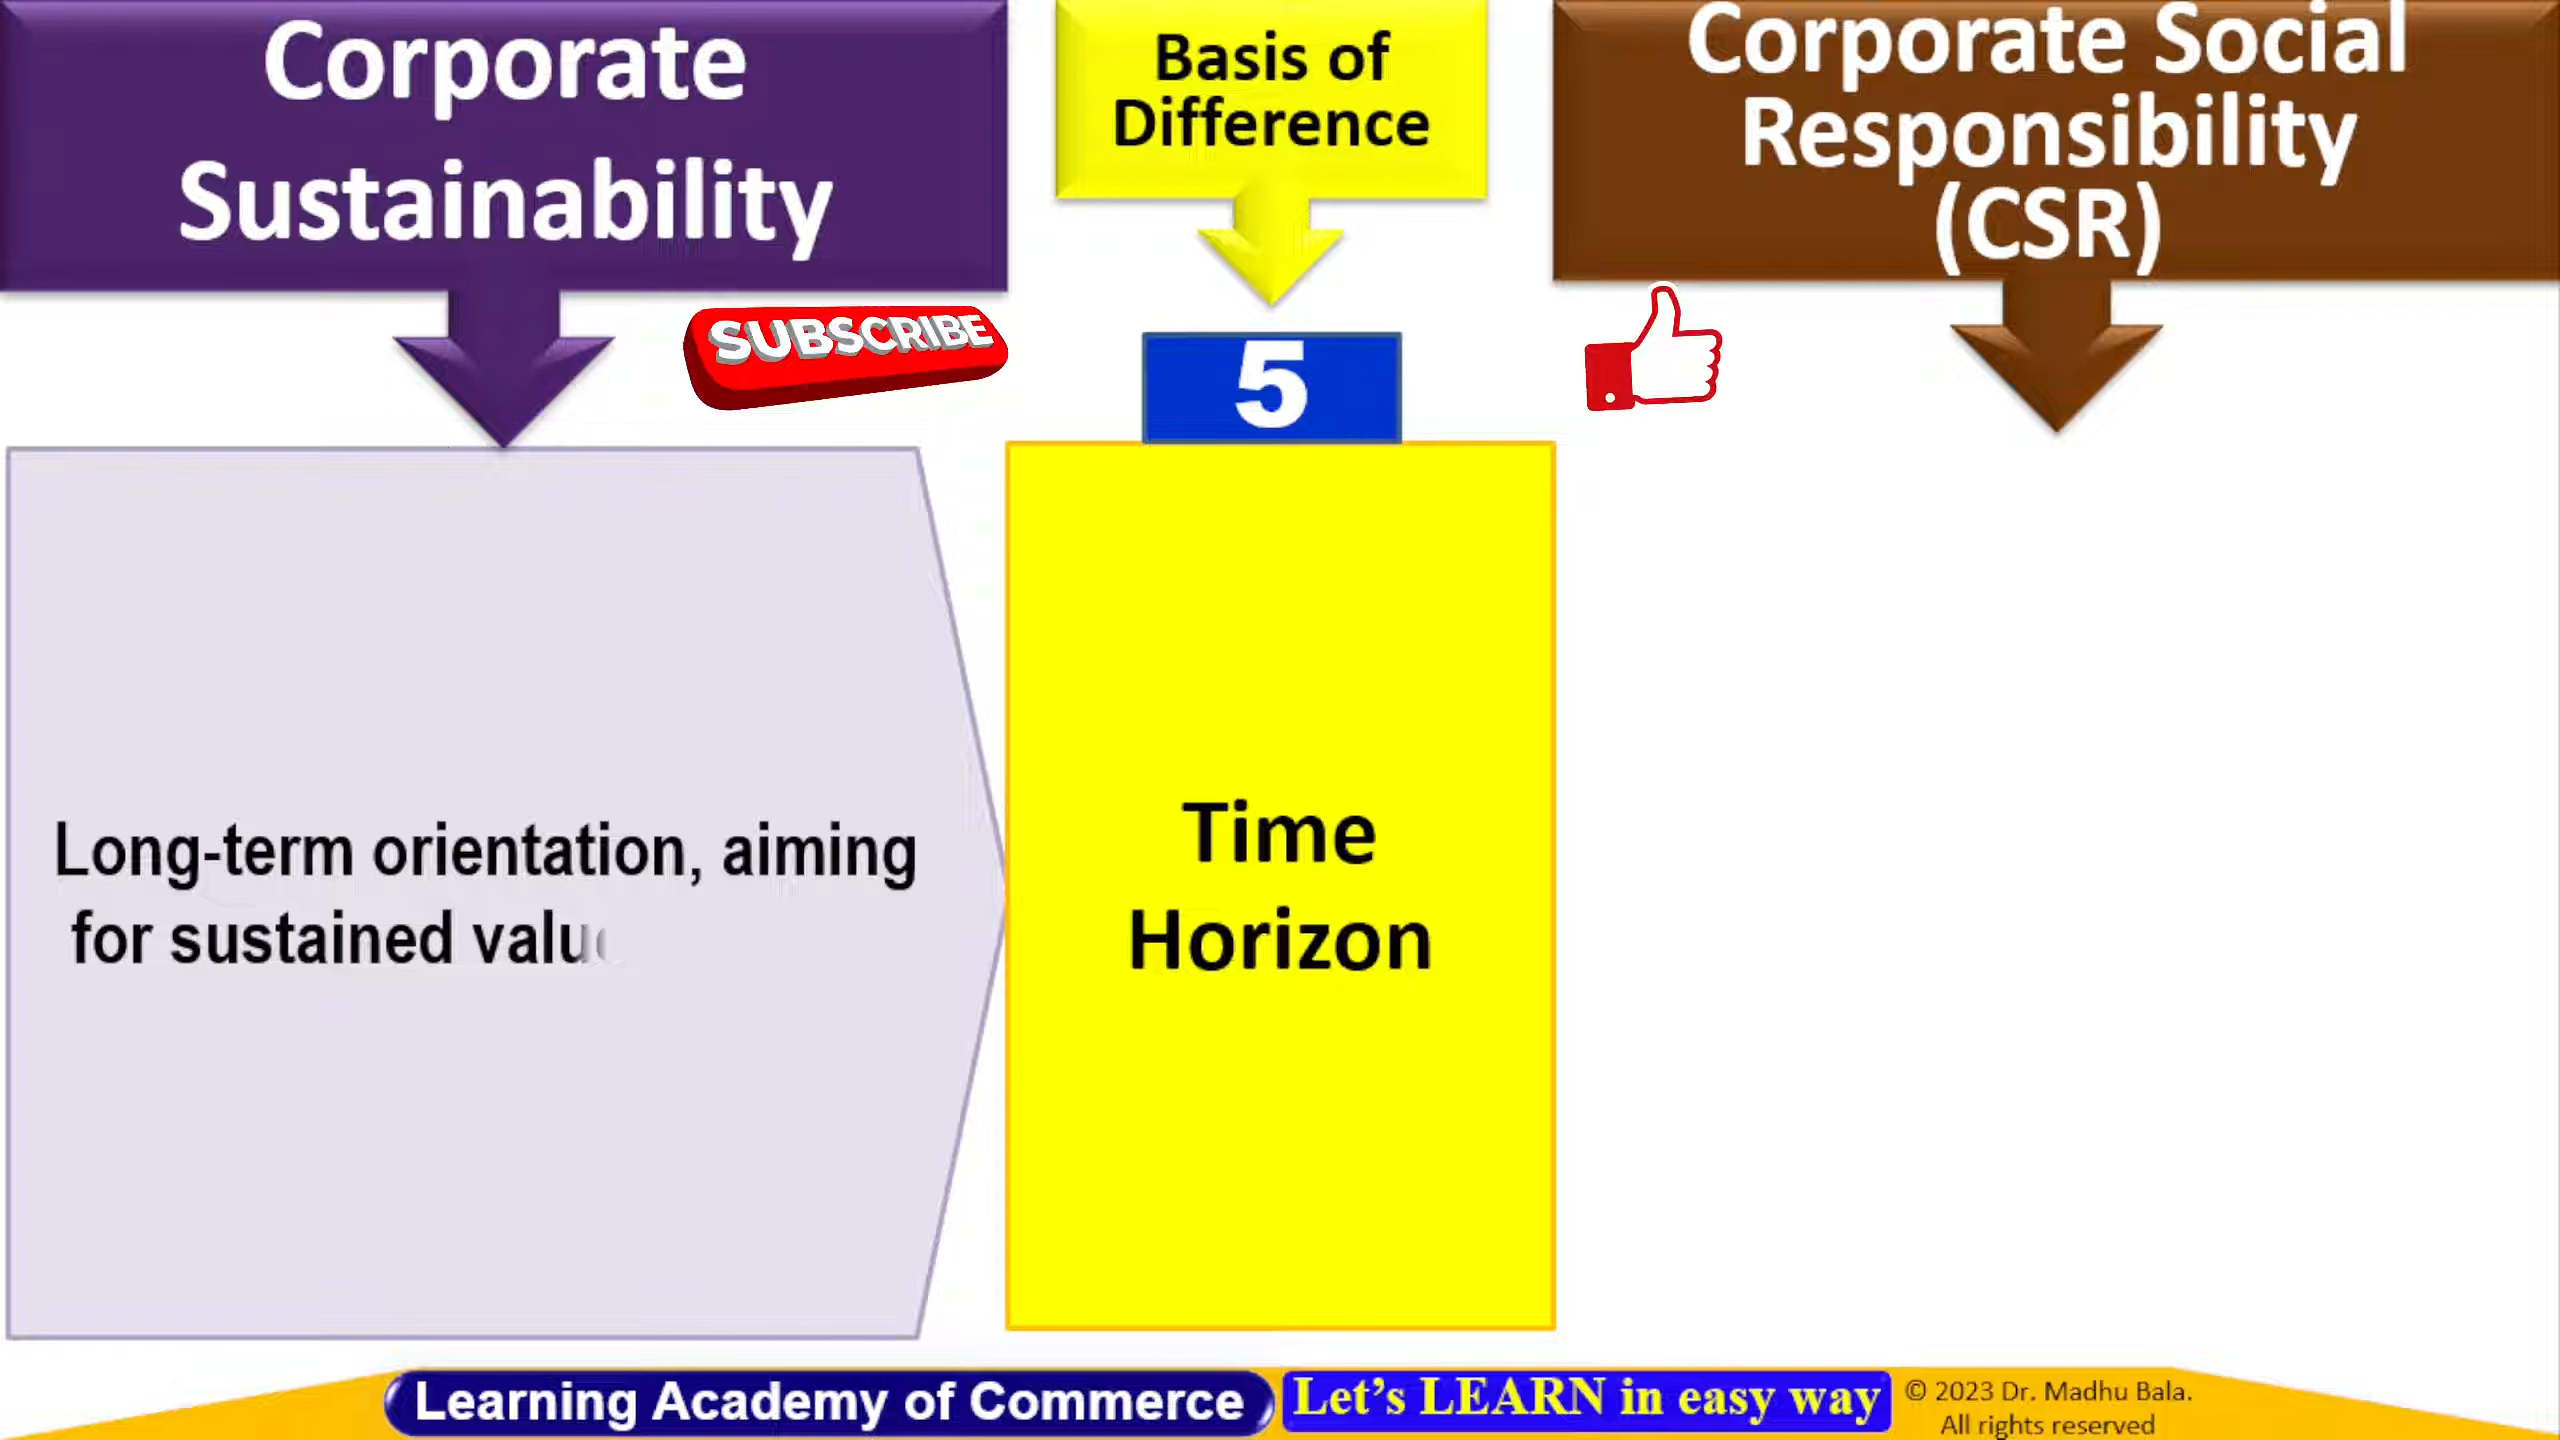 Corporate
Sustainability
Basis of
Difference
Corporate Social
Responsibility
(CSR)
SUBSCRIBE
5
Long-term orientation, aiming
for sustained valu
Time
Horizon
Learning Academy of Commerce
Let's LEARN in easy way
© 2023 Dr. Madhu Bala.
All rights reserved